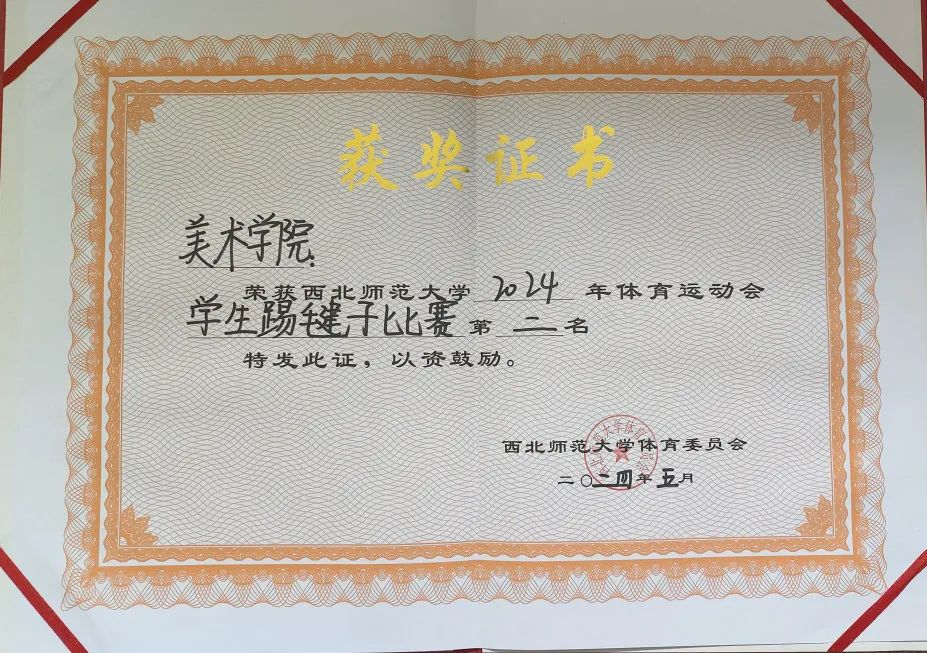 获奖证书
美术学院:
荣获西北师范大学 2024 年体育运动会
学生踢毽子比赛 第 二 名
特发此证，以资鼓励。
西北师范大学体育委员会
二〇二四年五月